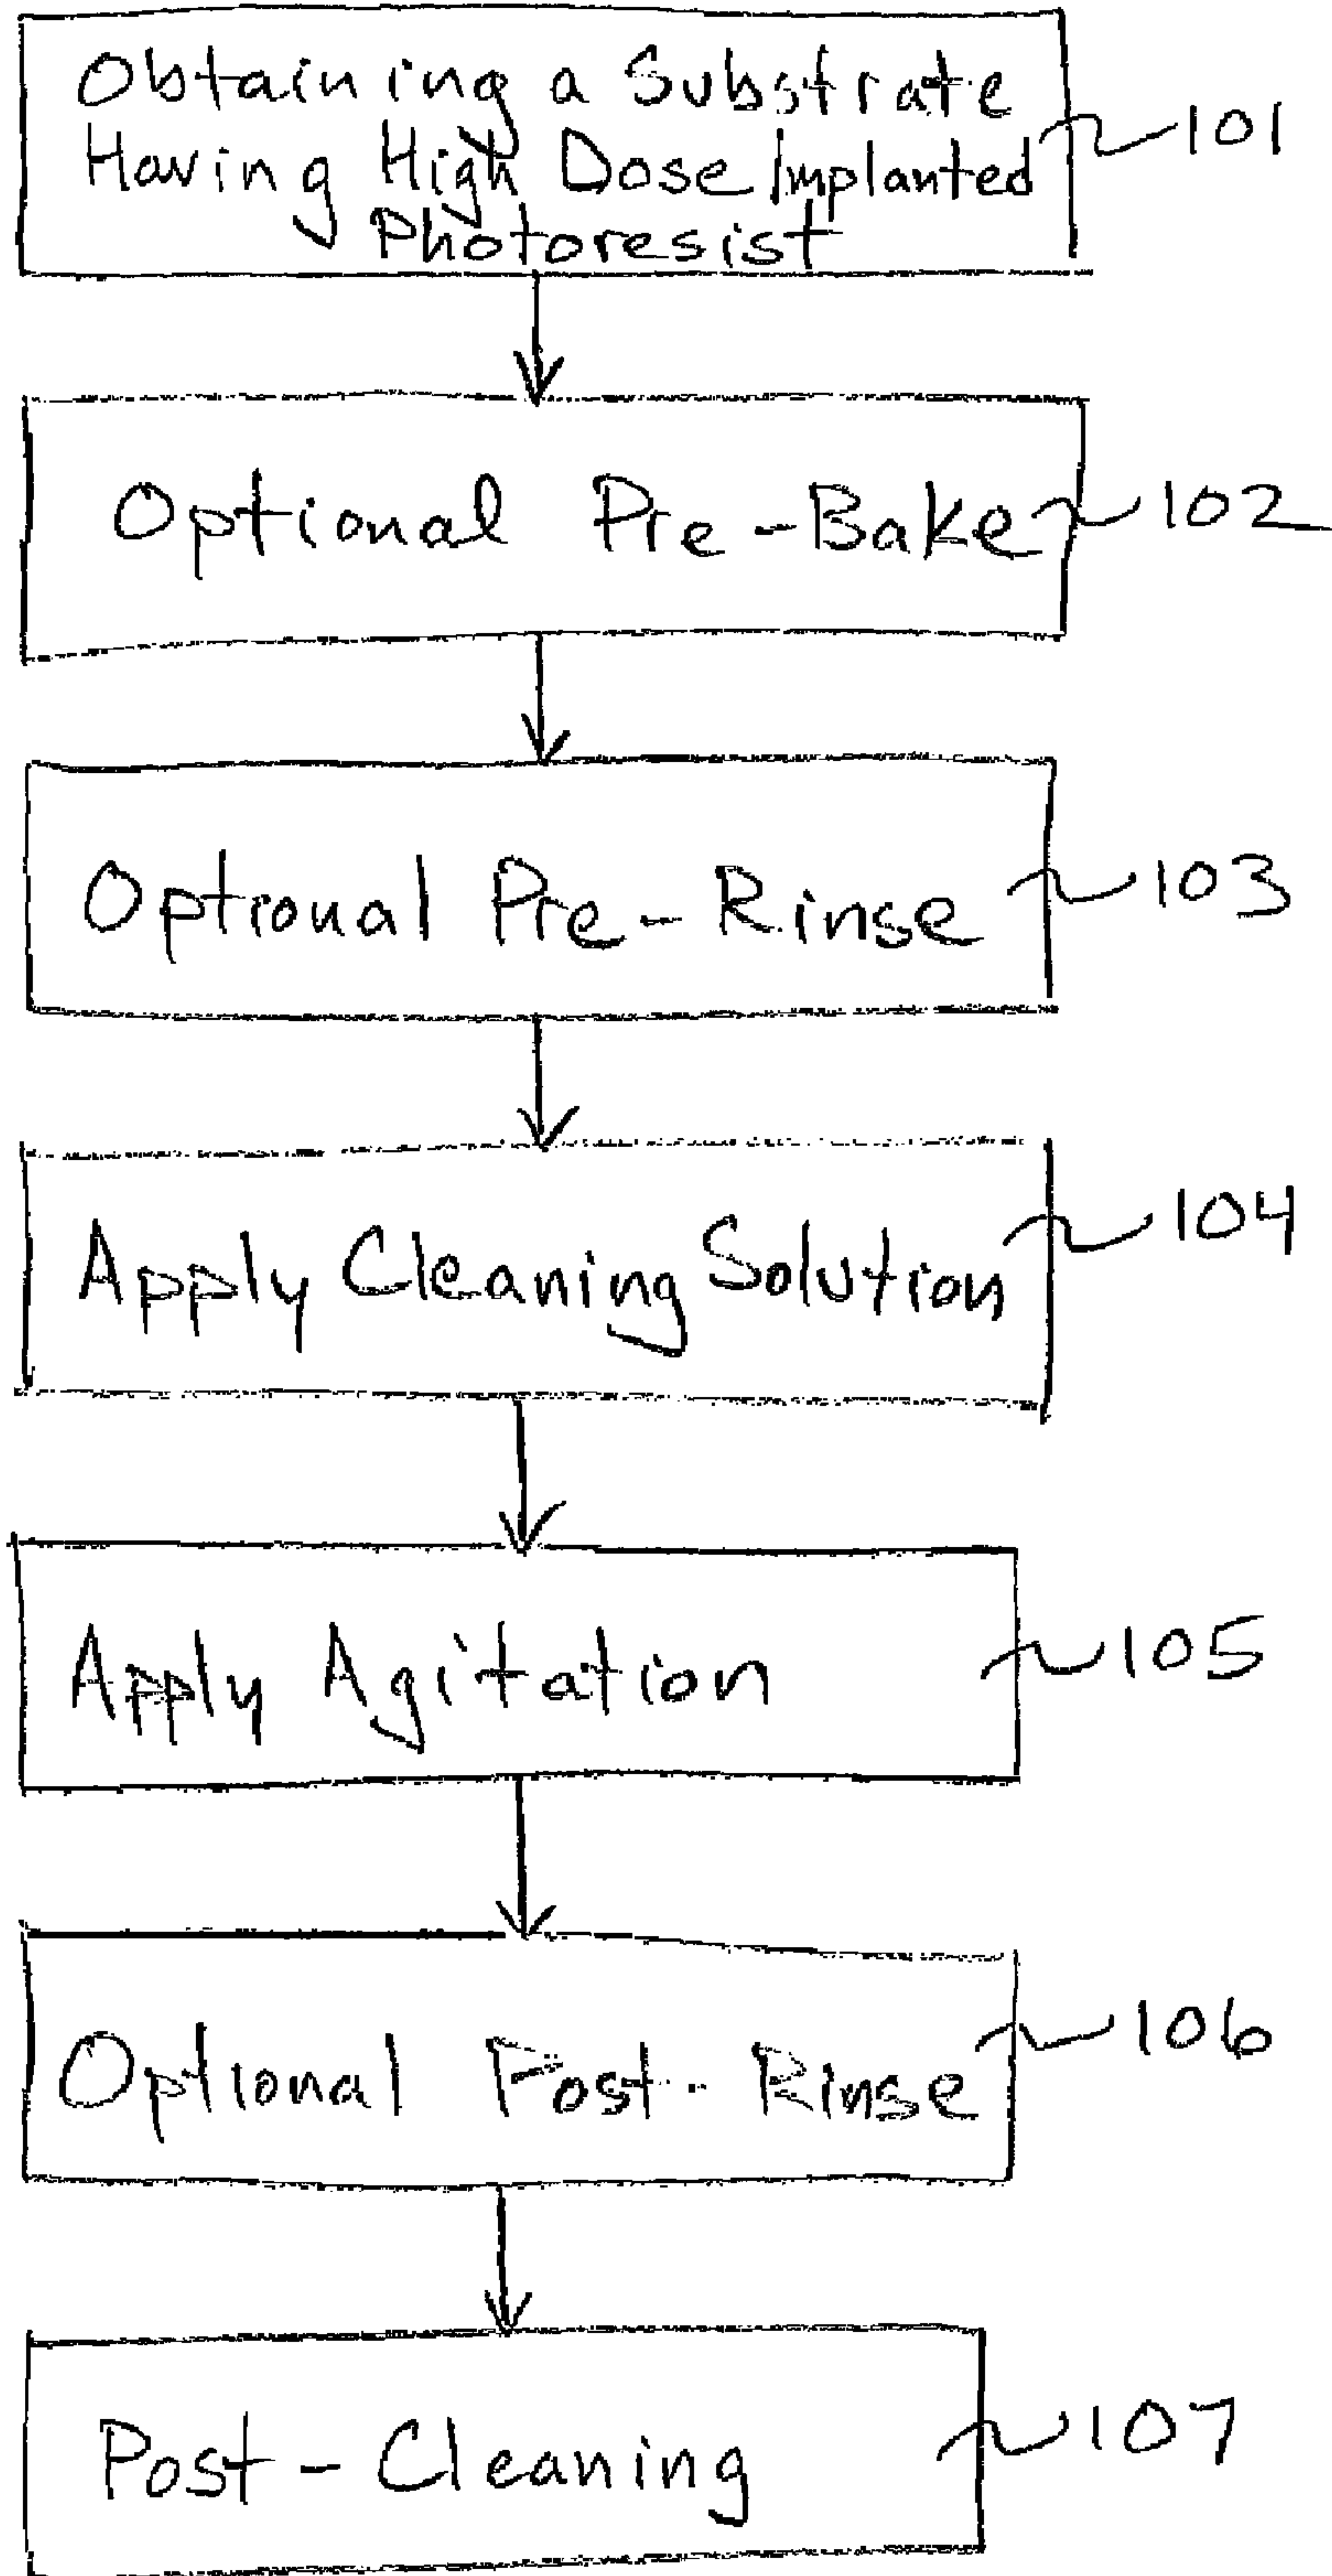 Obtaining a Substrate
Having High Dose Implanted
Photoresist
101
Optional Pre-Bake
102
Optional Pre-Rinse
103
Apply Cleaning Solution
104
Apply Agitation
105
Optional Post-Rinse
106
Post-Cleaning
107